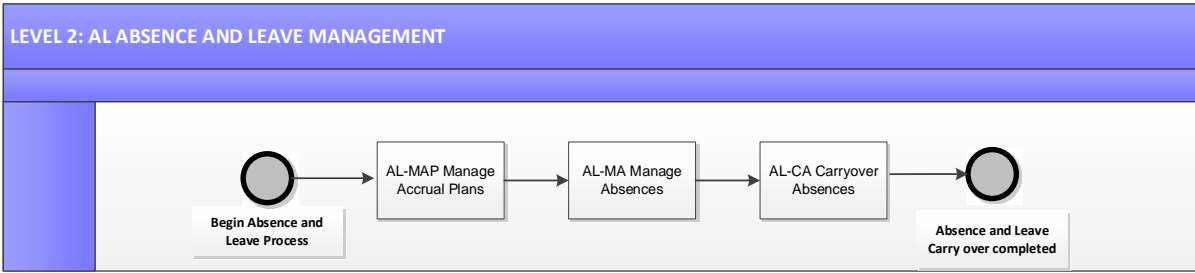 LEVEL 2: AL ABSENCE AND LEAVE MANAGEMENT
Begin Absence and
Leave Process
AL-MAP Manage
Accrual Plans
AL-MA Manage
Absences
AL-CA Carryover
Absences
Absence and Leave
Carry over completed